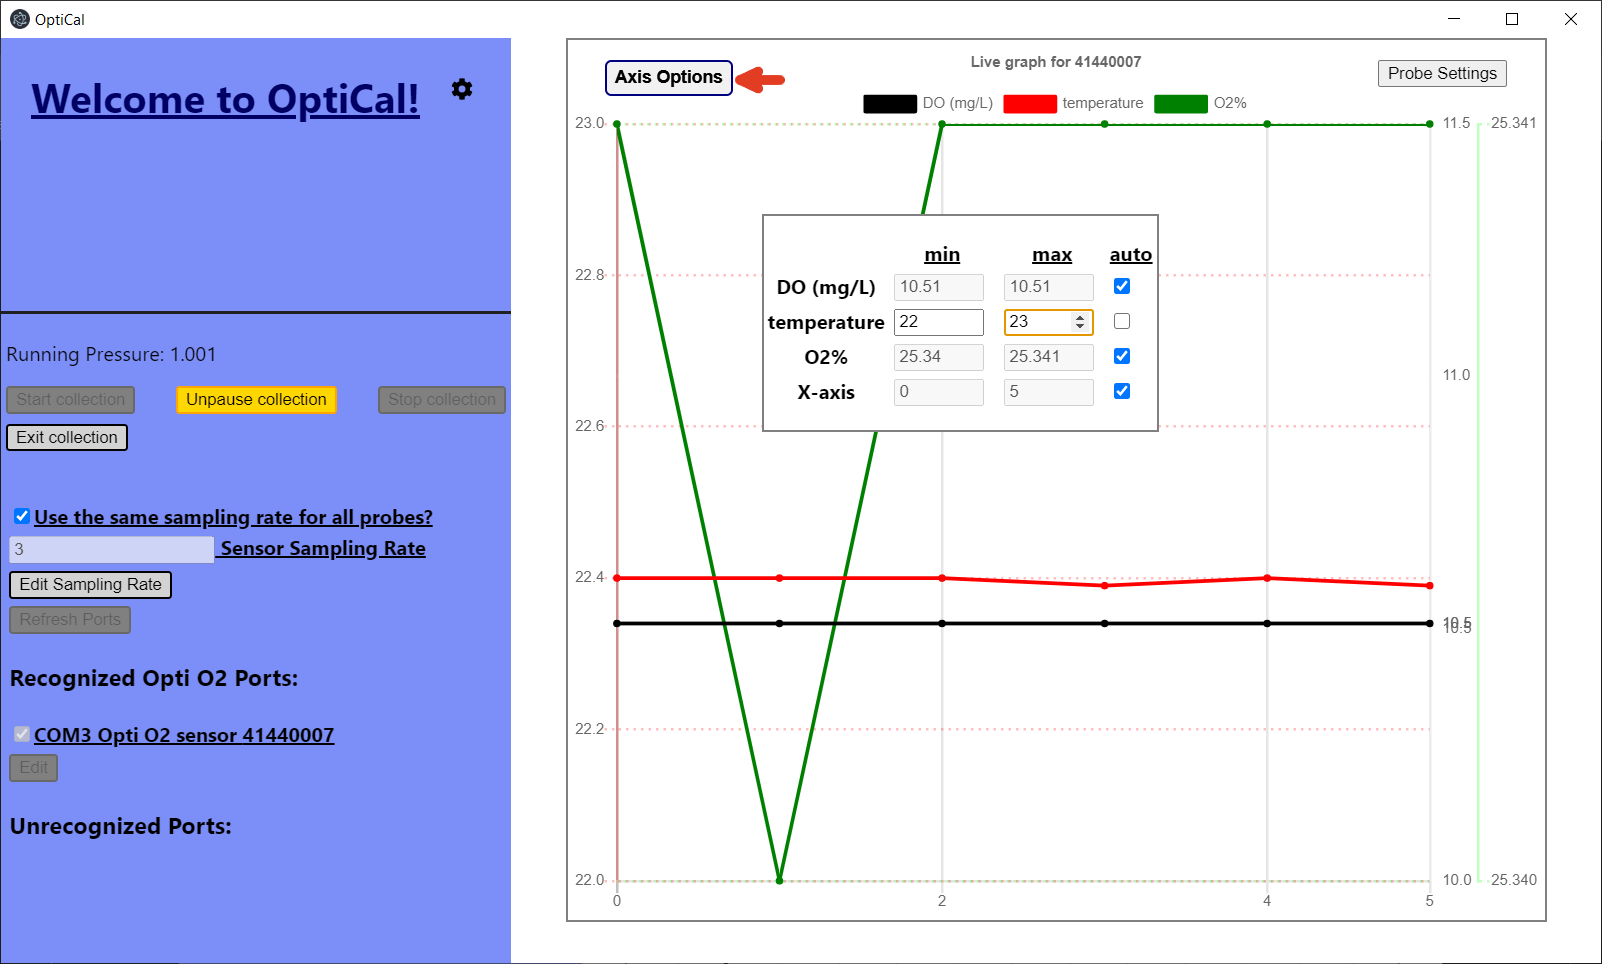 OptiCal
Welcome to OptiCal!
Running Pressure: 1.001
Start collection
Unpause collection
Stop collection
Exit collection
Use the same sampling rate for all probes?
3 Sensor Sampling Rate
Edit Sampling Rate
Refresh Ports
Recognized Opti O2 Ports:
COM3 Opti O2 sensor 41440007
Edit
Unrecognized Ports:
Axis Options
Live graph for 41440007
Probe Settings
DO (mg/L) temperature O2%
23.0
22.8
22.6
22.4
22.2
22.0
min max auto
DO (mg/L) 10.51 10.51
temperature 22 23
O2% 25.34 25.341
X-axis 0 5
11.5
11.0
10.5
10.5
10.0
25.341
25.340
0 2 4 5